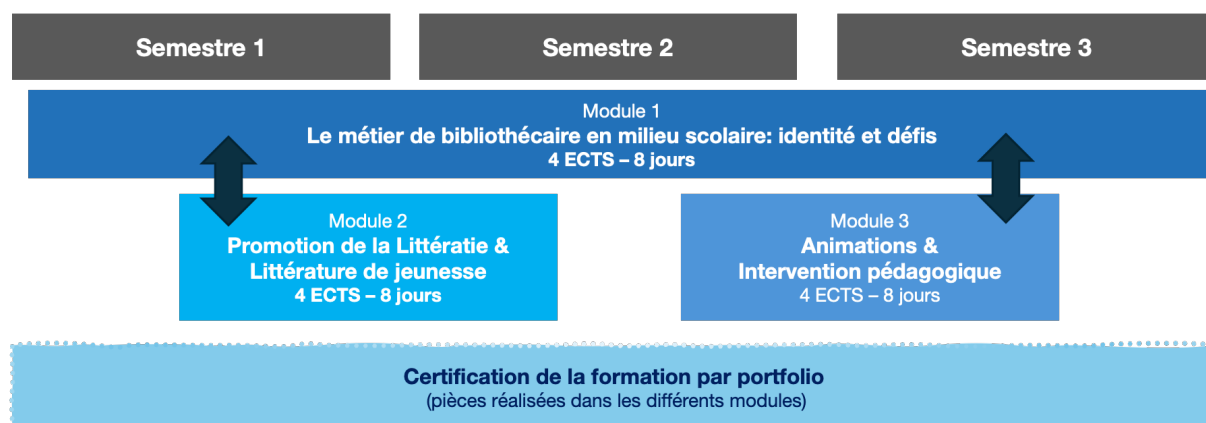 Semestre 1
Semestre 2
Semestre 3
Module 1
Le métier de bibliothécaire en milieu scolaire: identité et défis
4 ECTS – 8 jours
Module 2
Promotion de la Littératie &
Littérature de jeunesse
4 ECTS – 8 jours
Module 3
Animations &
Intervention pédagogique
4 ECTS – 8 jours
Certification de la formation par portfolio
(pièces réalisées dans les différents modules)